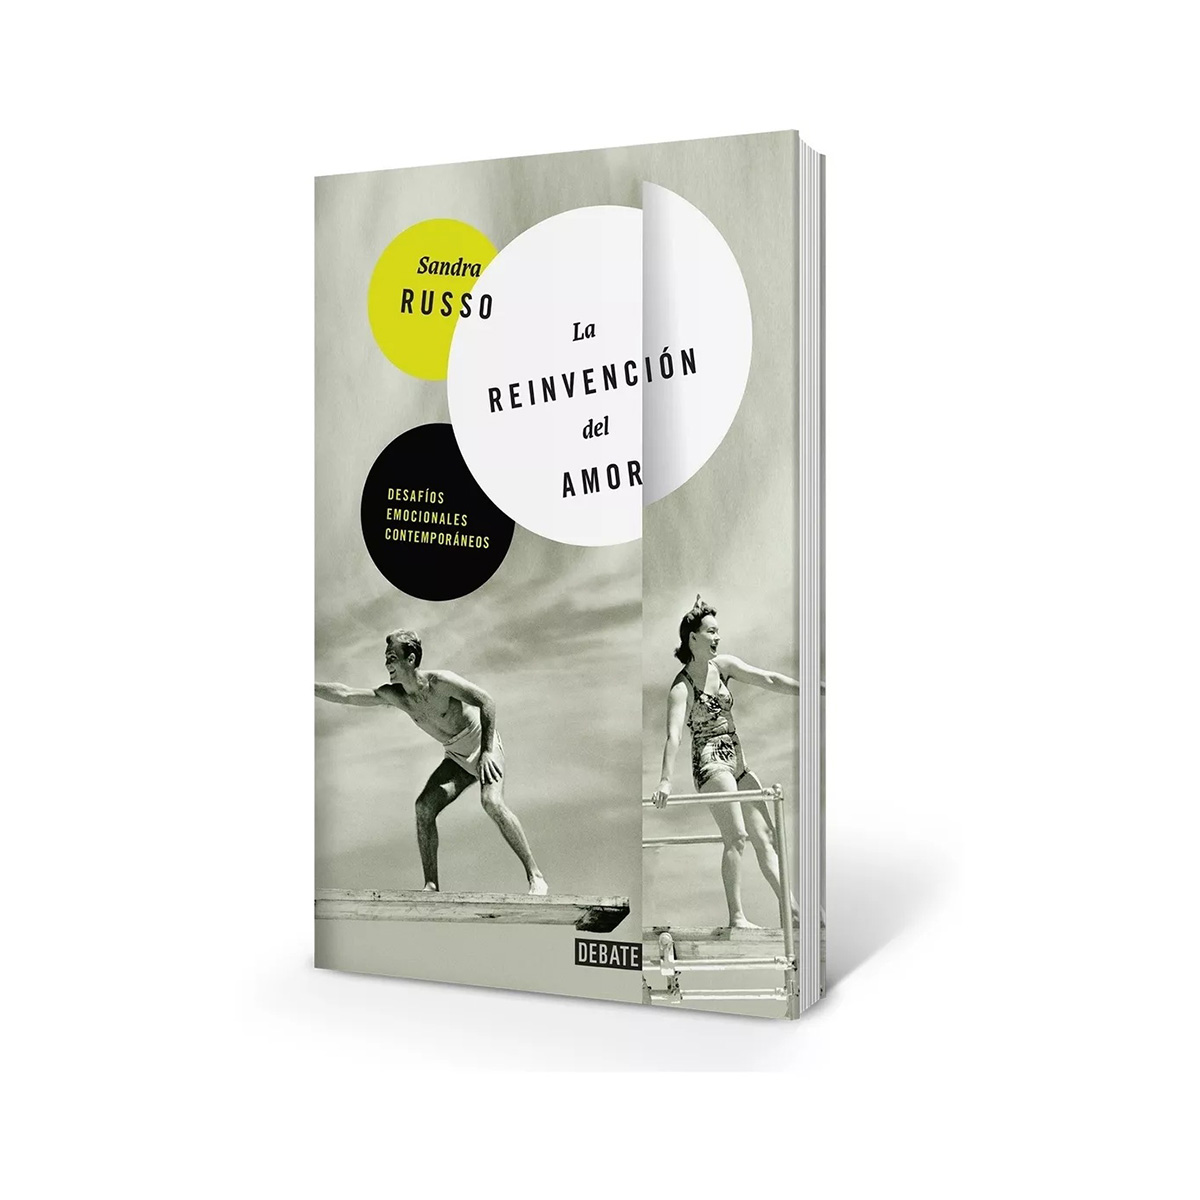 Sandra
RUSSO
La
REINVENCIÓN
del
AMOR
DESAFÍOS
EMOCIONALES
CONTEMPORÁNEOS
DEBATE